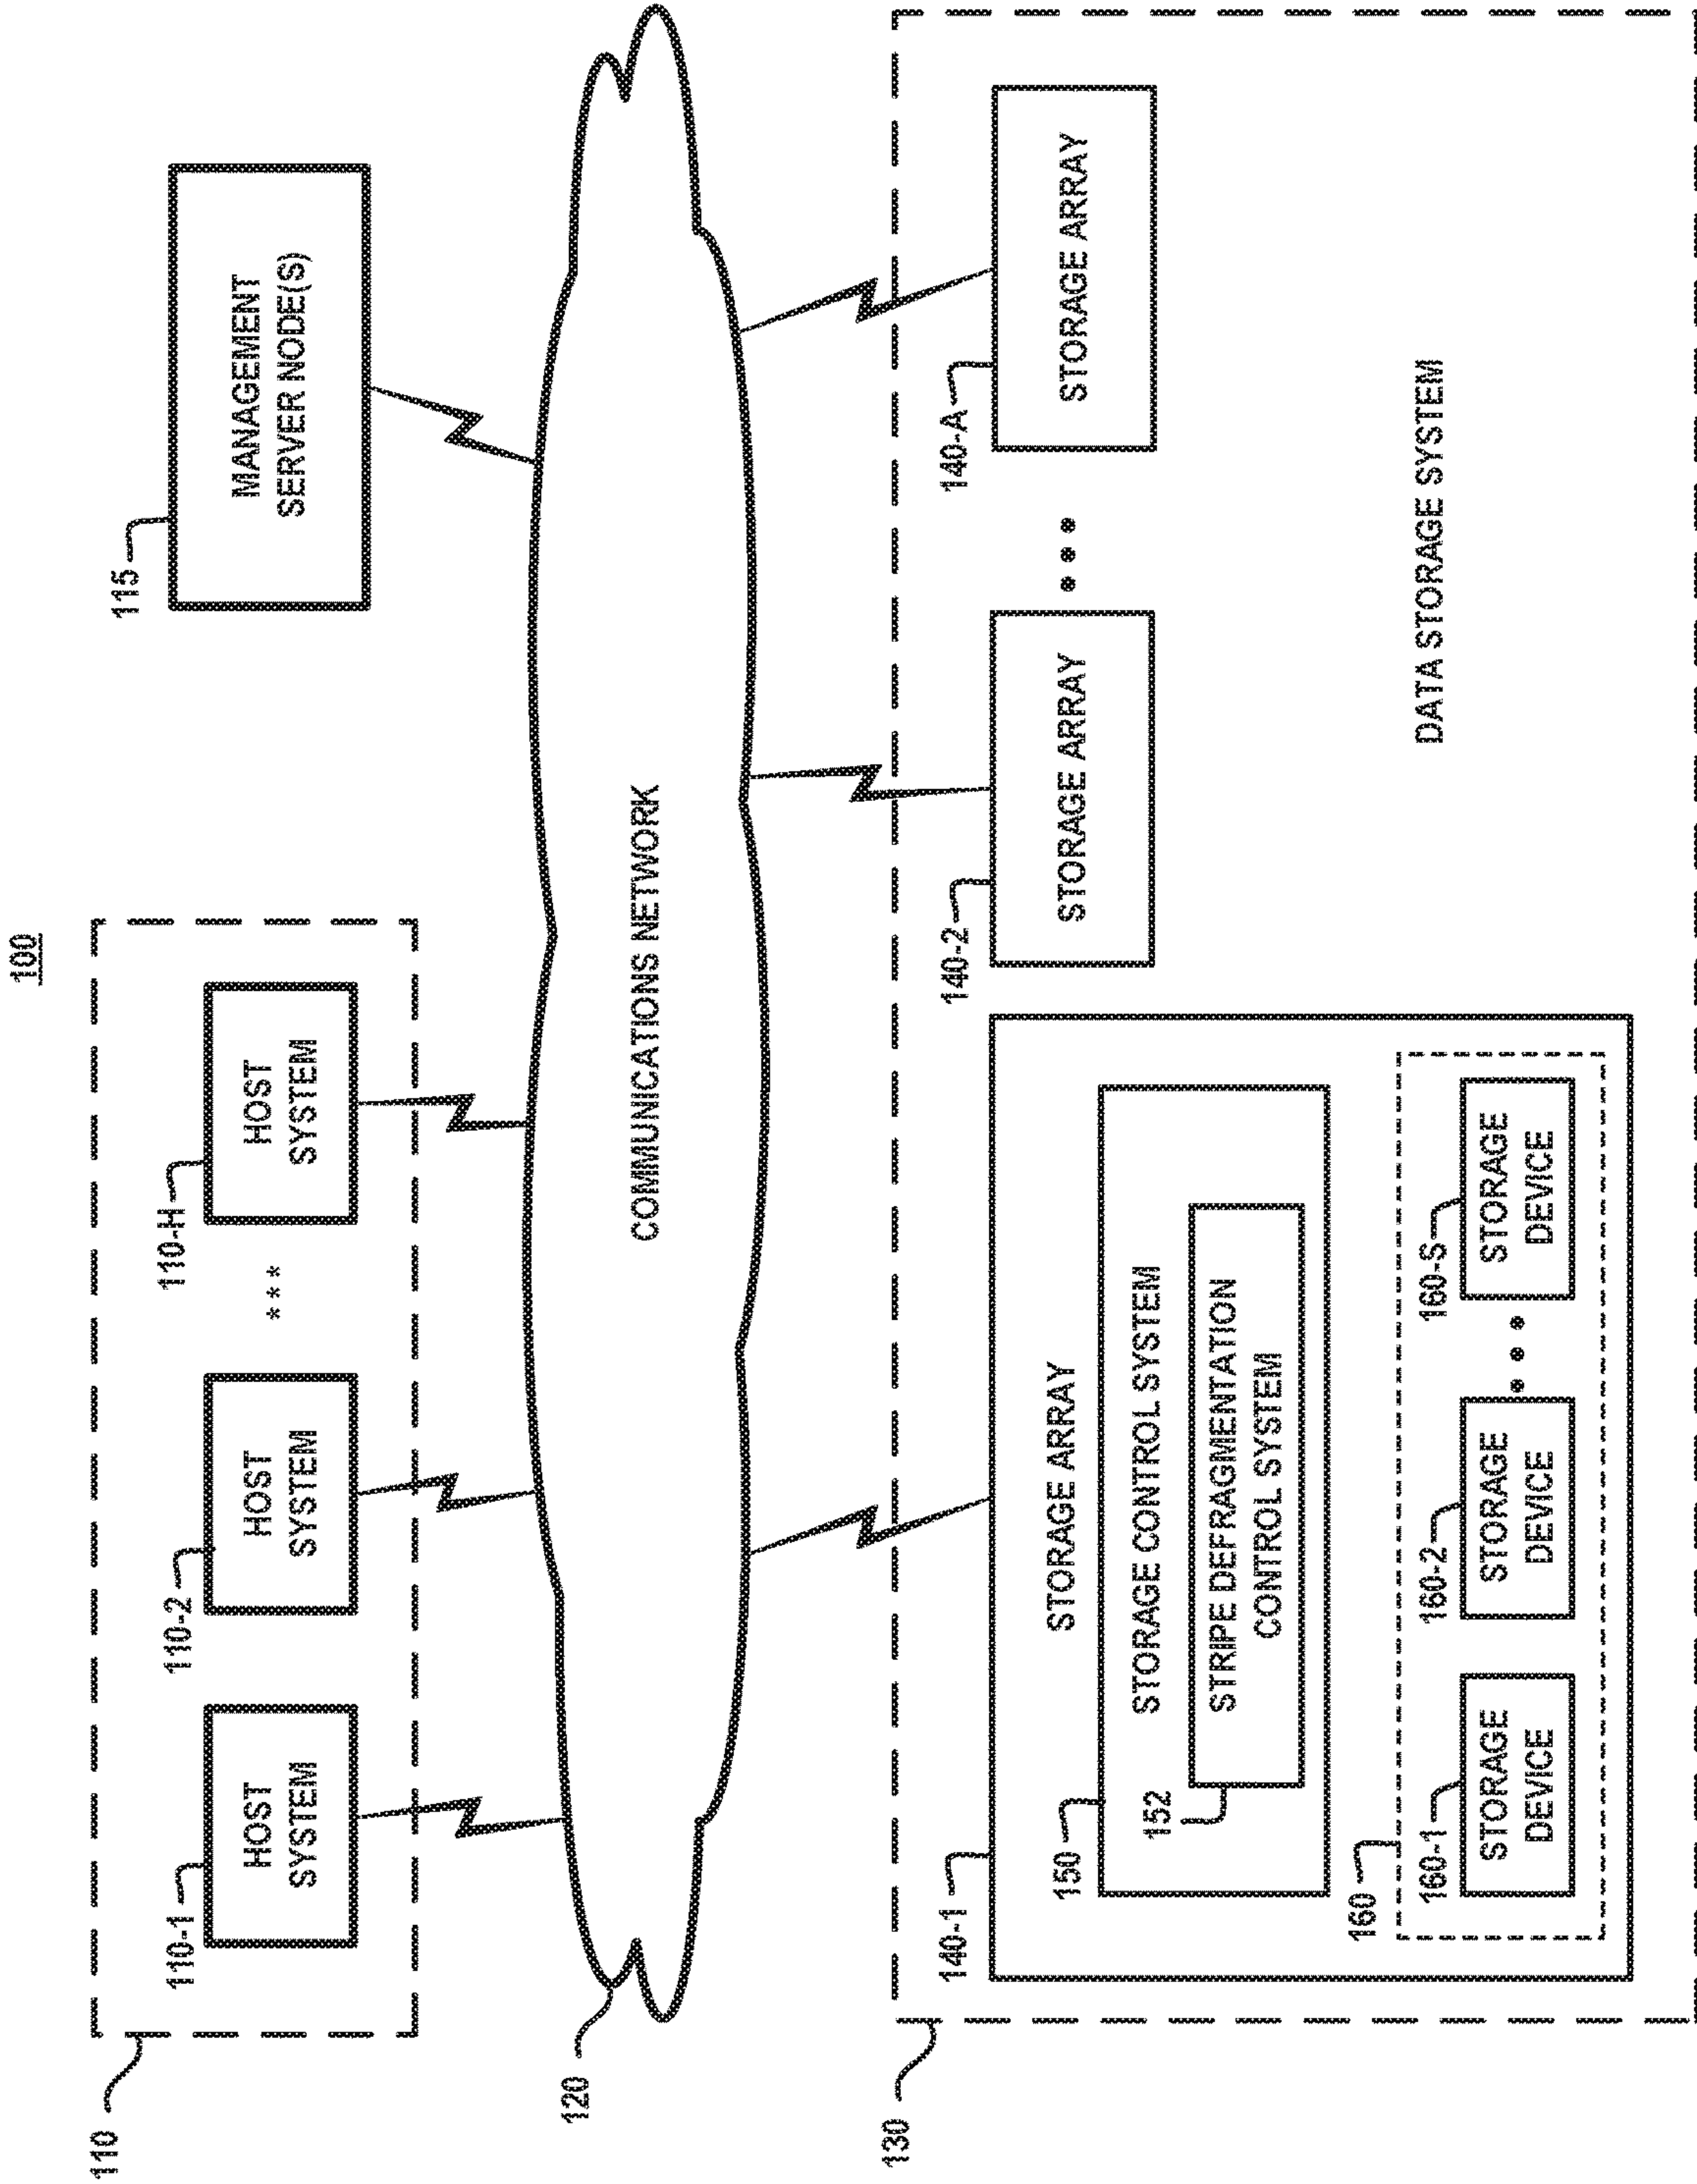 100
110
110-1
HOST
SYSTEM
110-2
HOST
SYSTEM
***
110-H
HOST
SYSTEM
115
MANAGEMENT
SERVER NODE(S)
120
COMMUNICATIONS NETWORK
130
140-1
STORAGE ARRAY
150
STORAGE CONTROL SYSTEM
152
STRIPE DEFRAGMENTATION
CONTROL SYSTEM
160
160-1
STORAGE
DEVICE
160-2
STORAGE
DEVICE
160-S
STORAGE
DEVICE
140-2
STORAGE ARRAY
140-A
STORAGE ARRAY
DATA STORAGE SYSTEM